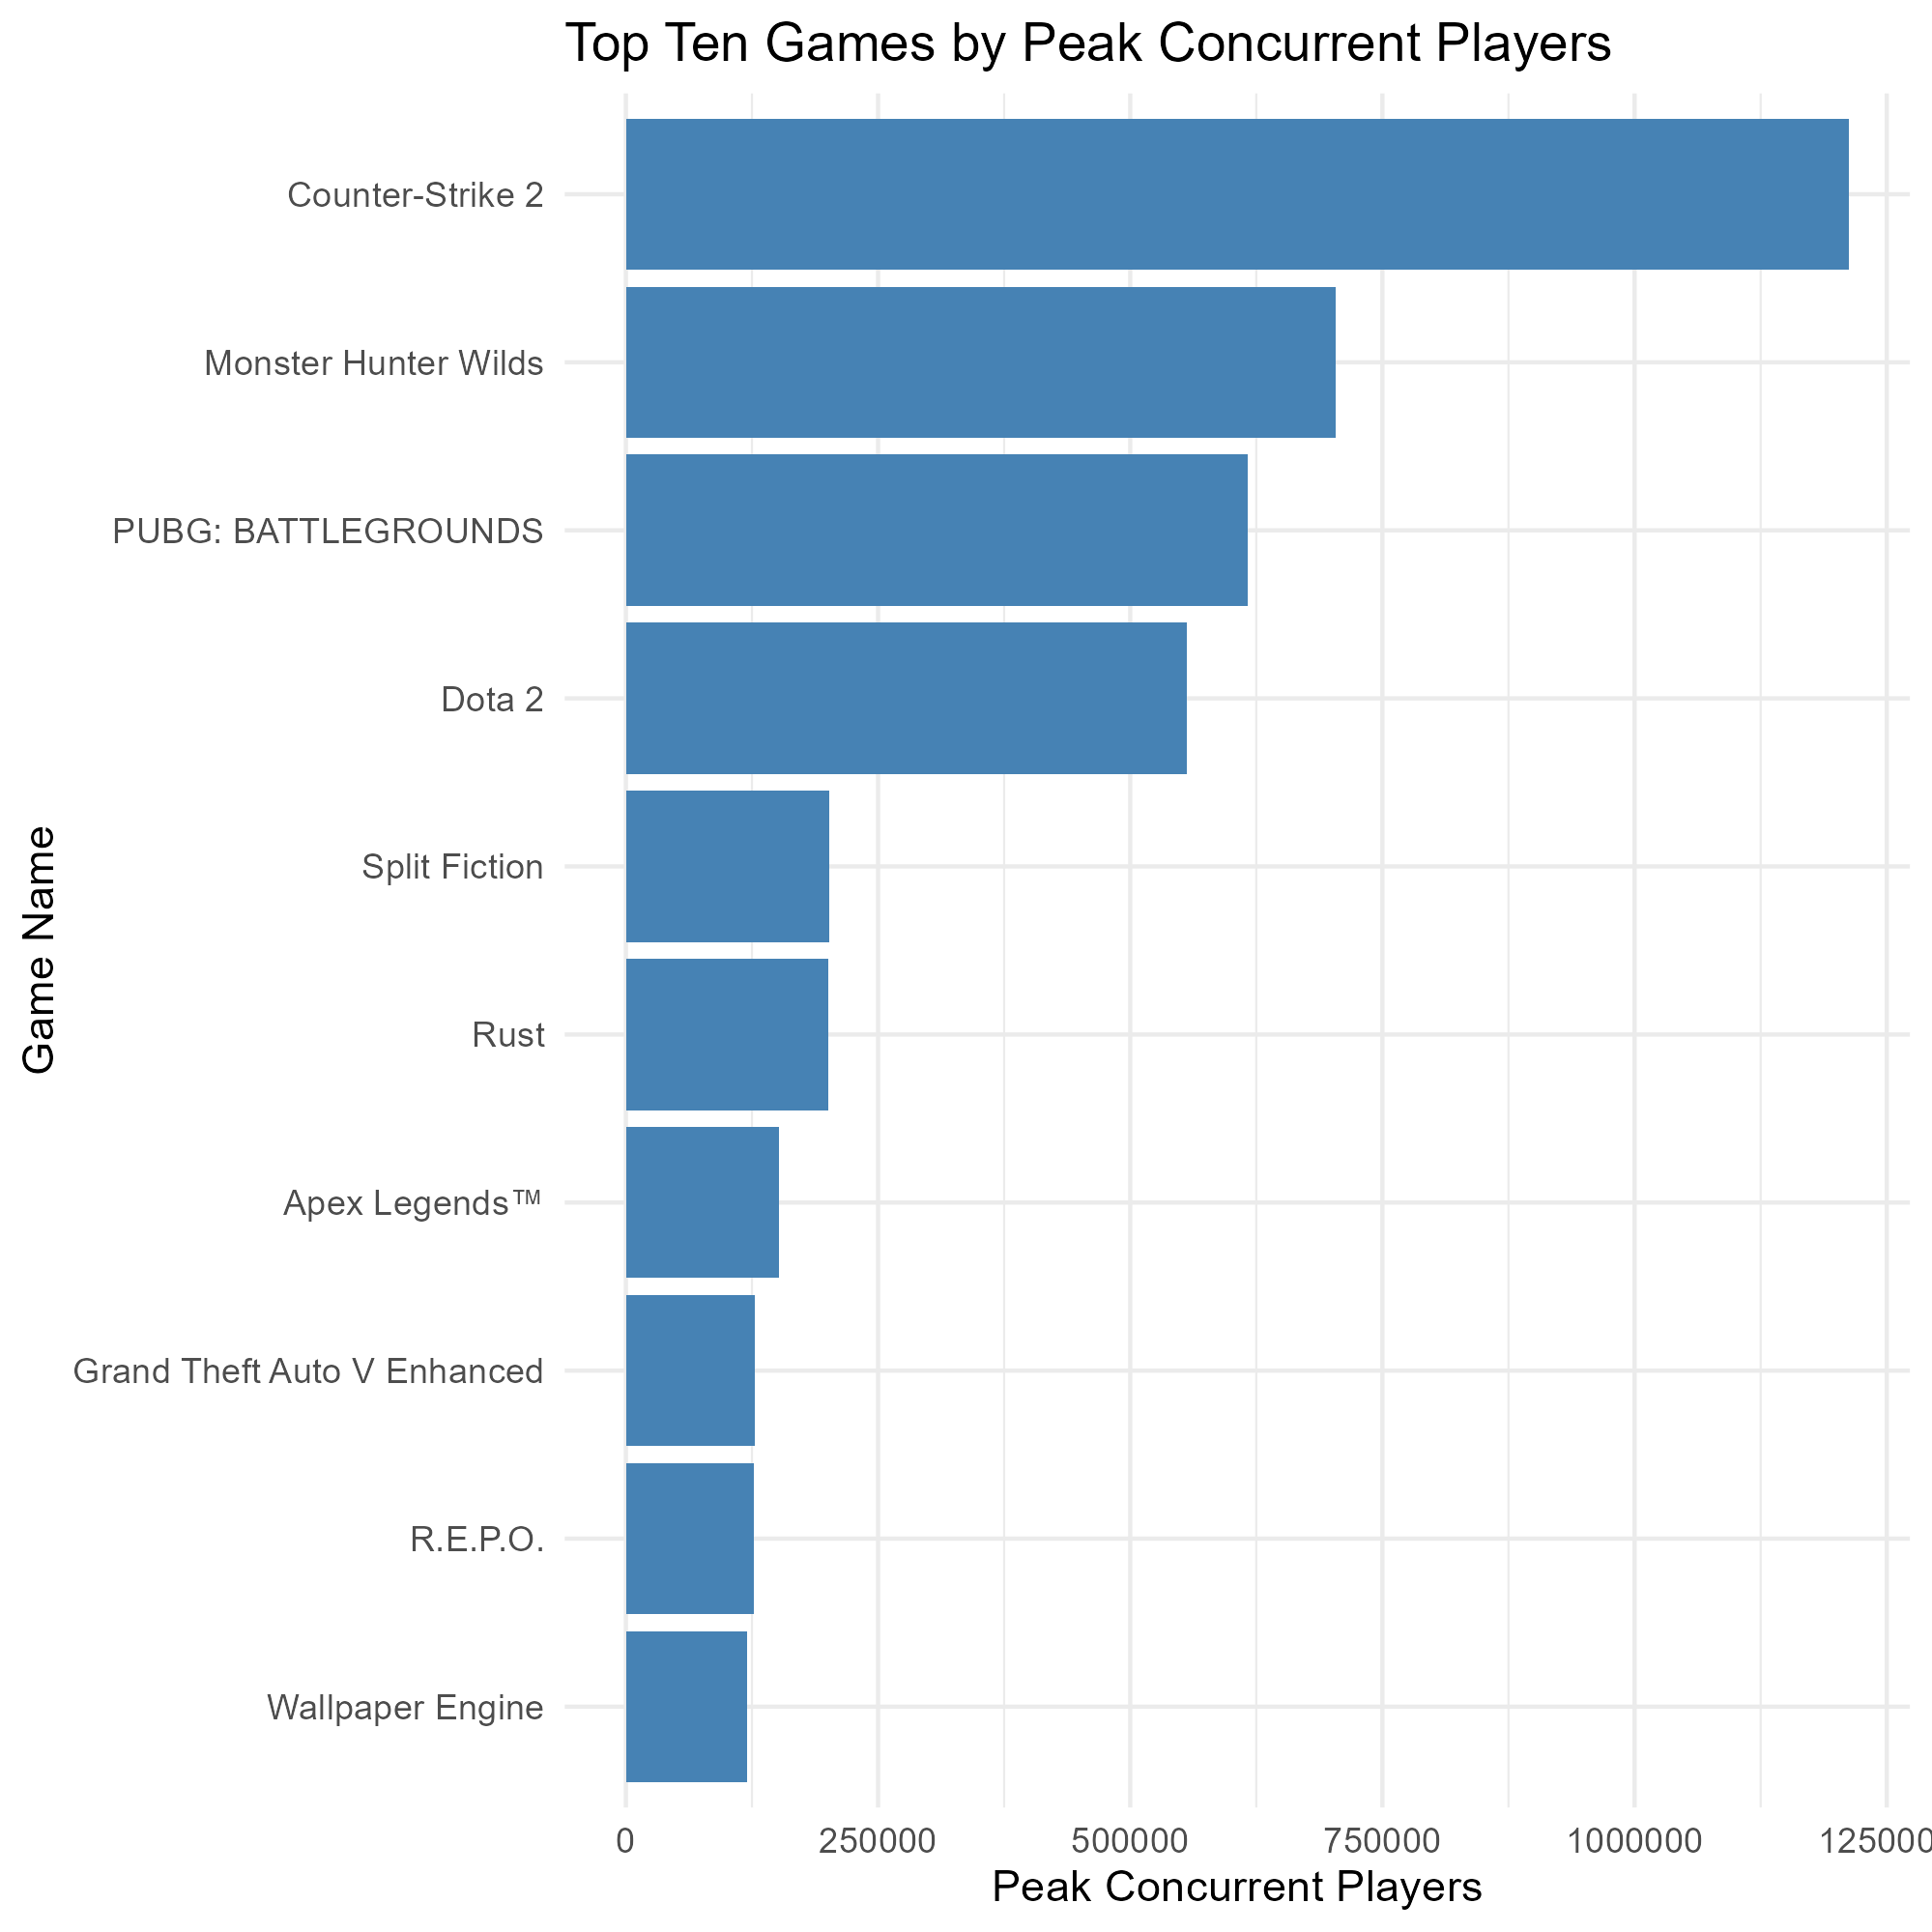 Top Ten Games by Peak Concurrent Players
Counter-Strike 2
Monster Hunter Wilds
PUBG: BATTLEGROUNDS
Dota 2
Split Fiction
Rust
Apex Legends™
Grand Theft Auto V Enhanced
R.E.P.O.
Wallpaper Engine
Game Name
0 250000 500000 750000 1000000 125000
Peak Concurrent Players